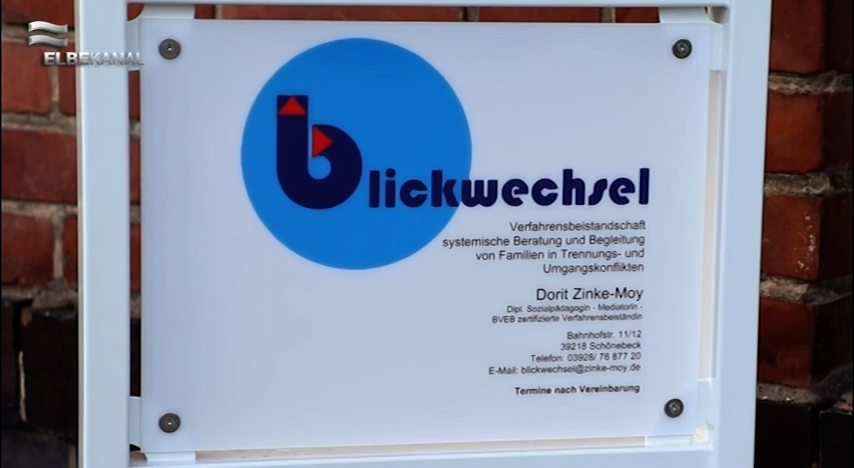 ELBEKANAL
blickwechsel
Verfahrensbeistandschaft
systemische Beratung und Begleitung
von Familien in Trennungs- und
Umgangskonflikten
Dorit Zinke-Moy
Dipl. Sozialpädagogin - Mediatorin -
BVEB zertifizierte Verfahrensbeiständin
Bahnhofstr. 11/12
39218 Schönebeck
Telefon: 03928/ 76 877 20
E-Mail: blickwechsel@zinke-moy.de
Termine nach Vereinbarung